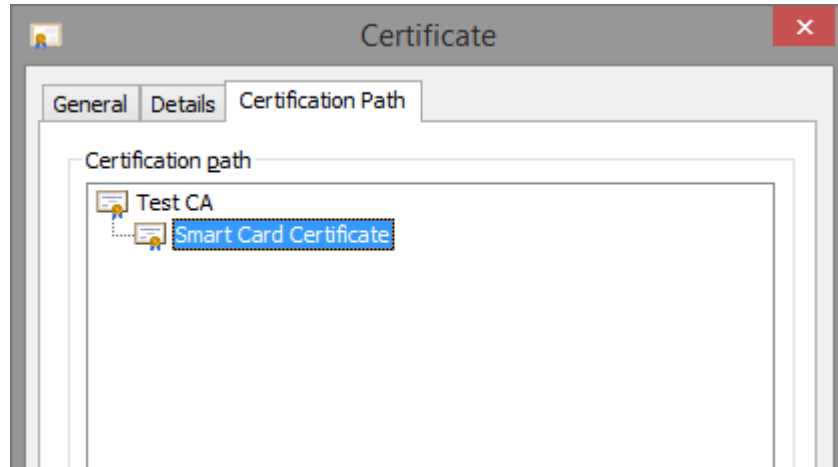 Certificate
General Details Certification Path
Certification path
Test CA
Smart Card Certificate